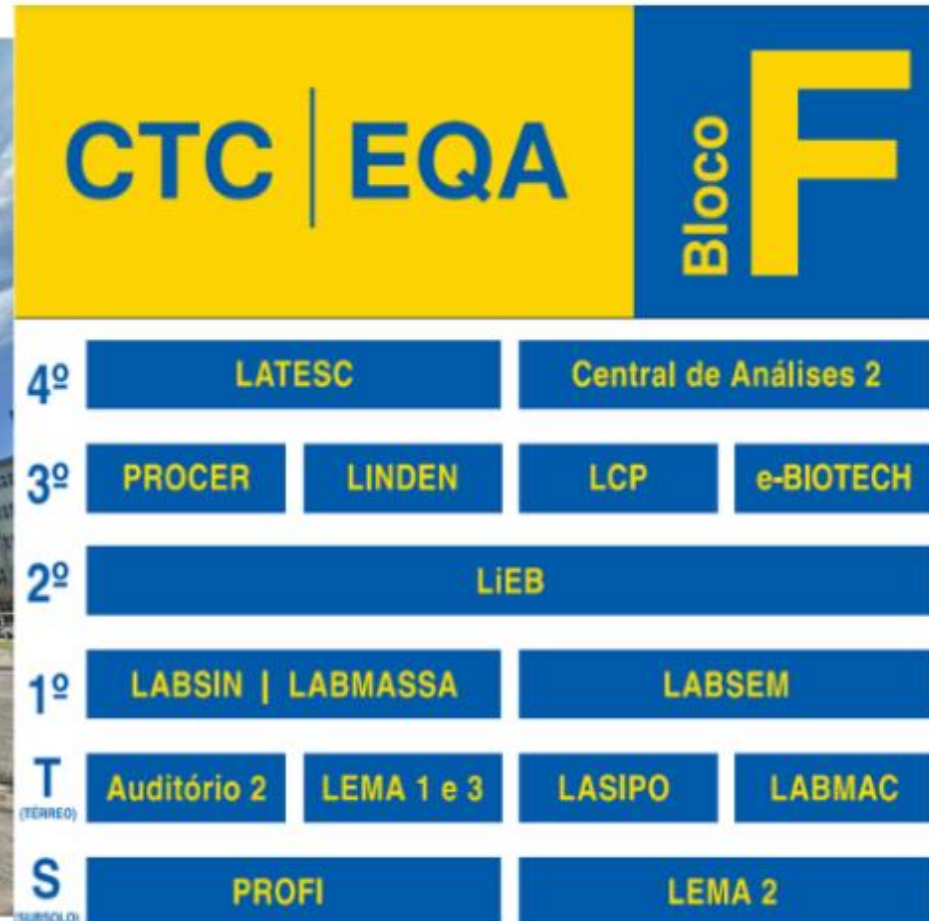 CTC | EQA
Bloco F
4º LATESC Central de Análises 2
3º PROCER LINDEN LCP e-BIOTECH
2º LiEB
1º LABSIN | LABMASSA LABSEM
T (TÉRREO) Auditório 2 LEMA 1 e 3 LASIPO LABMAC
S (SUBSOLO) PROFI LEMA 2